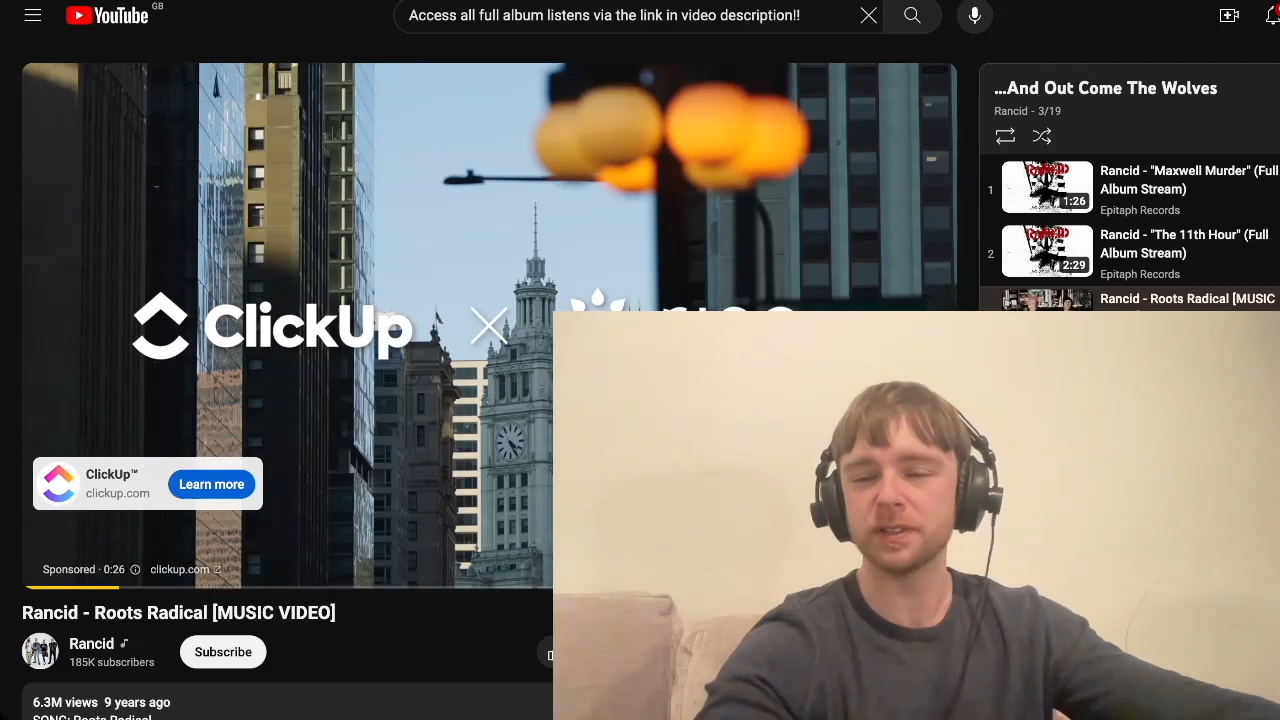 YouTube GB
Access all full album listens via the link in video description!!
...And Out Come The Wolves
Rancid - 3/19
1
Rancid - "Maxwell Murder" (Full
Album Stream)
1:26
Epitaph Records
2
Rancid - "The 11th Hour" (Full
Album Stream)
2:29
Epitaph Records
Rancid - Roots Radical [MUSIC
ClickUp
ClickUp™
clickup.com
Learn more
Sponsored · 0:26
clickup.com
Rancid - Roots Radical [MUSIC VIDEO]
Rancid
185K subscribers
Subscribe
6.3M views 9 years ago
SONG: Roots Radical